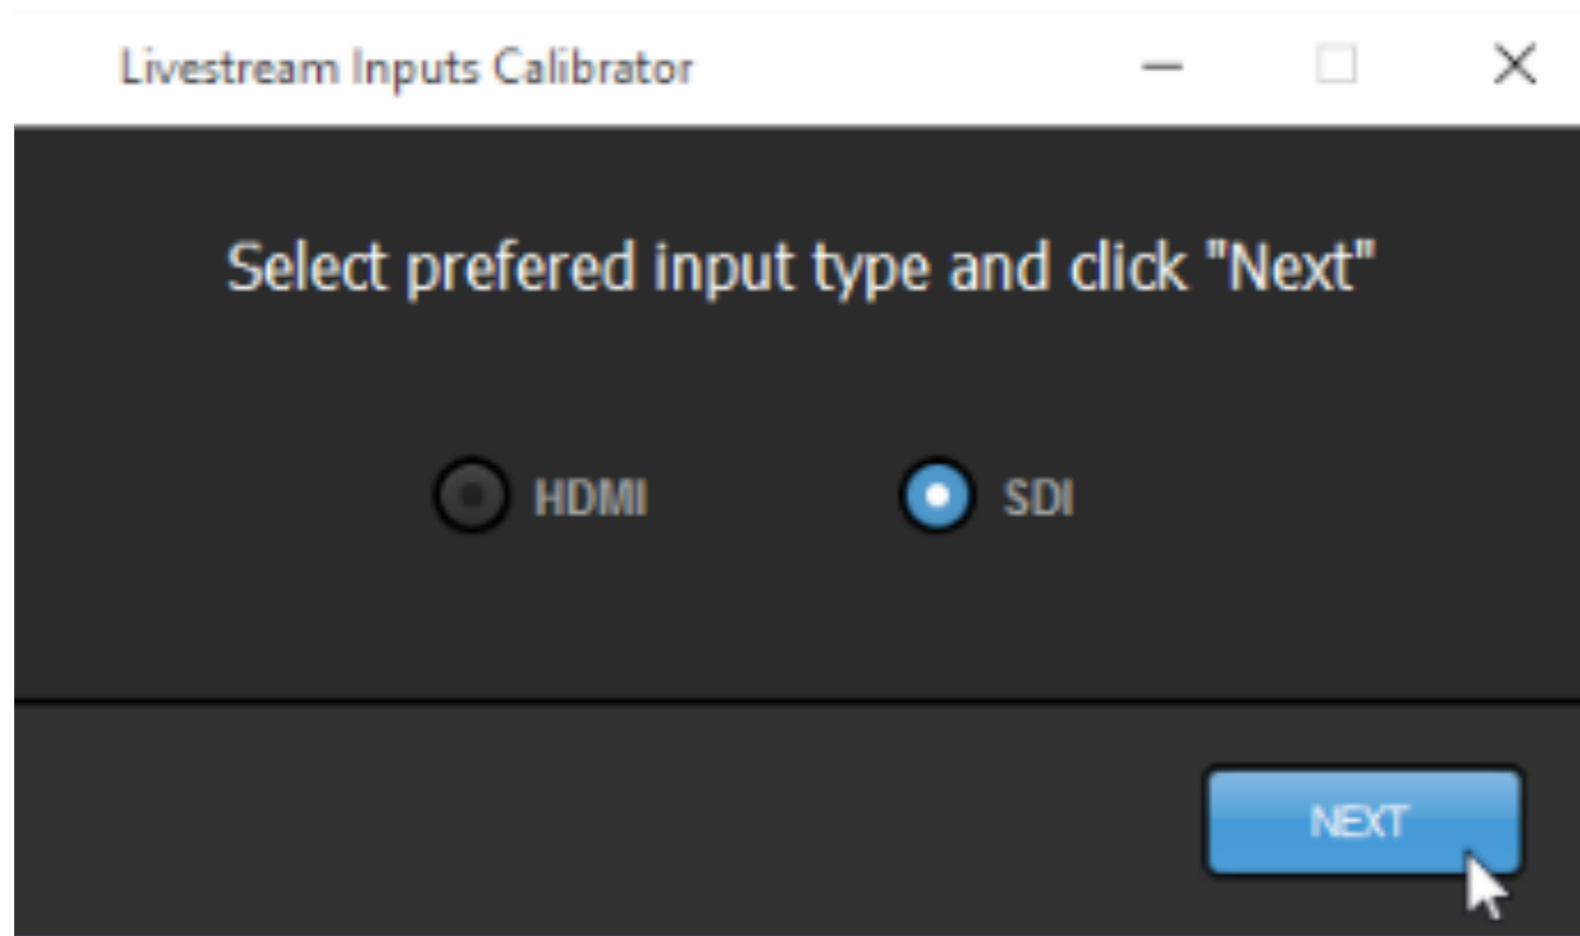 Livestream Inputs Calibrator
Select prefered input type and click "Next"
HDMI SDI
NEXT